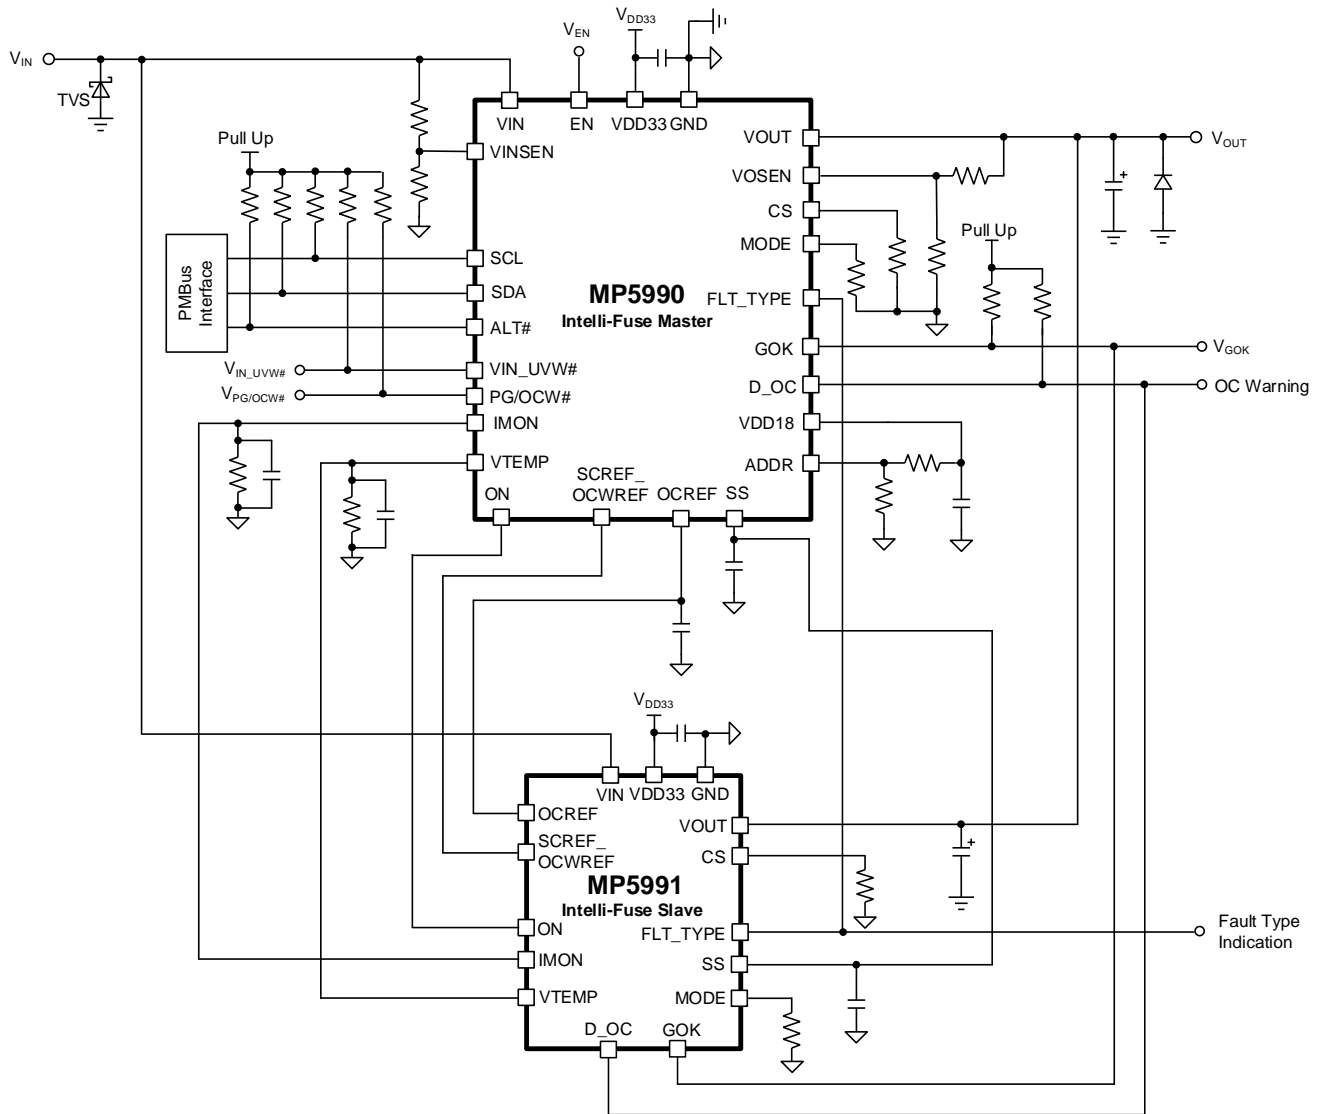 VDD33
VEN
VIN
TVS
VIN
EN
VDD33
GND
Pull Up
VINSEN
VOUT
VOUT
VOSEN
CS
MODE
Pull Up
PMBus
Interface
SCL
SDA
ALT#
MP5990
Intelli-Fuse Master
FLT_TYPE
GOK
VGOK
VIN_UVW#
VIN_UVW#
D_OC
OC Warning
VPG/OCW#
PG/OCW#
IMON
VDD18
VTEMP
ADDR
ON
SCREF_
OCWREF
OCREF
SS
VDD33
VIN
VDD33
GND
OCREF
VOUT
SCREF_
OCWREF
CS
MP5991
Intelli-Fuse Slave
ON
FLT_TYPE
Fault Type
Indication
IMON
SS
VTEMP
MODE
D_OC
GOK